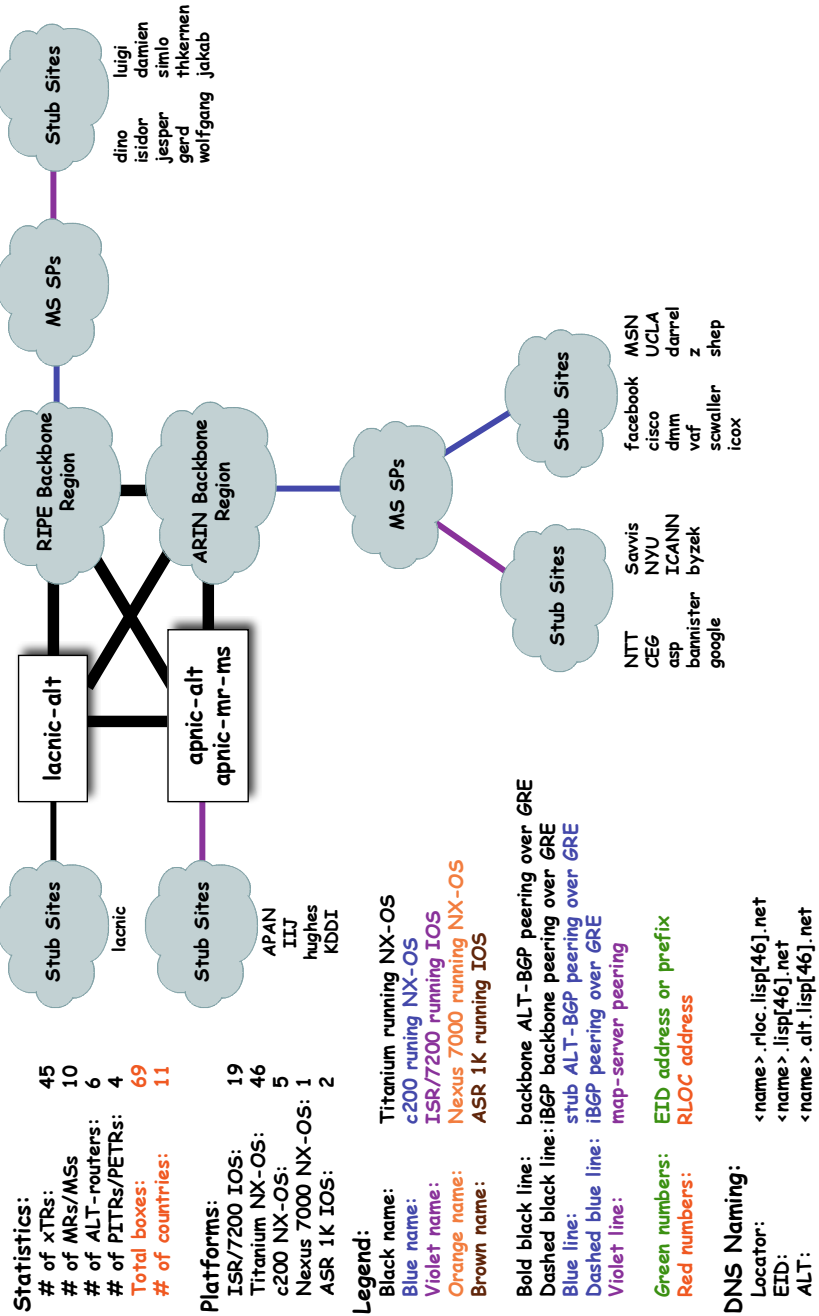 Statistics:
# of xTRs: 45
# of MRs/MSs 10
# of ALT-routers: 6
# of PITRs/PETRs: 4
Total boxes: 69
# of countries: 11
Platforms:
ISR/7200 IOS: 19
Titanium NX-OS: 46
c200 NX-OS: 5
Nexus 7000 NX-OS: 1
ASR 1K IOS: 2
Legend:
Black name: Titanium running NX-OS
Blue name: c200 runing NX-OS
Violet name: ISR/7200 running IOS
Orange name: Nexus 7000 running NX-OS
Brown name: ASR 1K running IOS
Bold black line: backbone ALT-BGP peering over GRE
Dashed black line: iBGP backbone peering over GRE
Blue line: stub ALT-BGP peering over GRE
Dashed blue line: iBGP peering over GRE
Violet line: map-server peering
Green numbers: EID address or prefix
Red numbers: RLOC address
DNS Naming:
Locator: <name>.rloc.lisp[46].net
EID: <name>.lisp[46].net
ALT: <name>.alt.lisp[46].net
Stub Sites
lacnic
lacnic-alt
RIPE Backbone
Region
MS SPs
Stub Sites
dino luigi
isidor damien
jesper simlo
gerd thkernen
wolfgang jakab
Stub Sites
APAN
IIJ
hughes
KDDI
apnic-alt
apnic-mr-ms
ARIN Backbone
Region
MS SPs
Stub Sites
NTT Savvis
CEG NYU
asp ICANN
bannister byzek
google
Stub Sites
facebook MSN
cisco UCLA
dmm darrel
vaf z
scwaller shep
icox